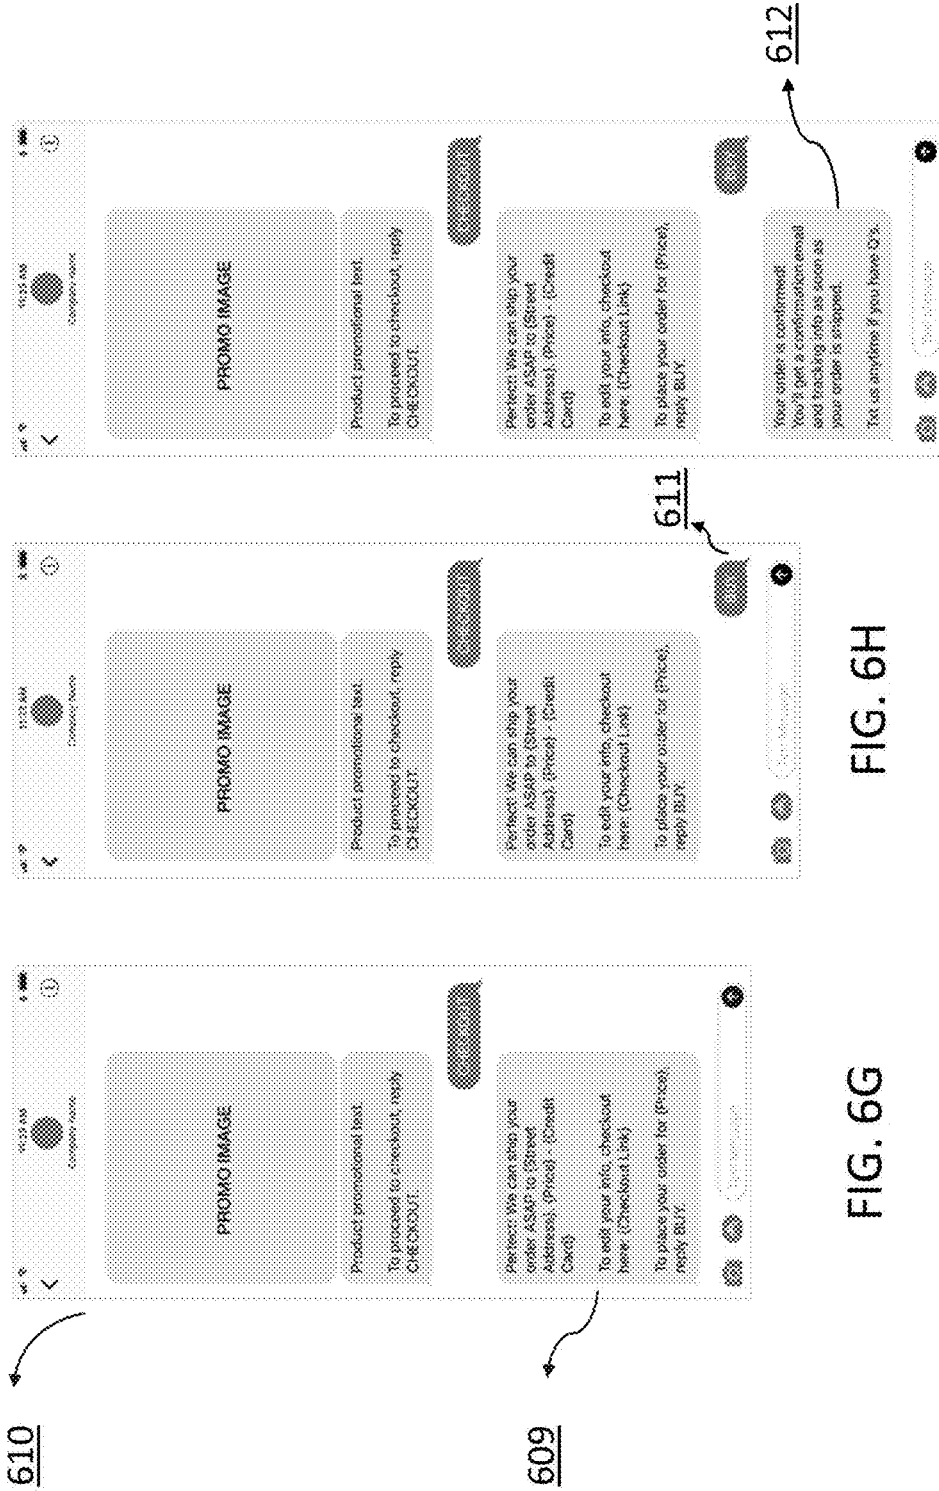 610
609
Company name
PROMO IMAGE
Product promotional text.
To proceed to checkout, reply
CHECKOUT.
Perfect! We can ship your
order ASAP to {Street
Address}. {Price} - {Credit
Card}
To edit your info, checkout
here: {Checkout Link}
To place your order for {Price},
reply BUY.
FIG. 6G
Company name
PROMO IMAGE
Product promotional text.
To proceed to checkout, reply
CHECKOUT.
Perfect! We can ship your
order ASAP to {Street
Address}. {Price} - {Credit
Card}
To edit your info, checkout
here: {Checkout Link}
To place your order for {Price},
reply BUY.
611
FIG. 6H
Company name
PROMO IMAGE
Product promotional text.
To proceed to checkout, reply
CHECKOUT.
Perfect! We can ship your
order ASAP to {Street
Address}. {Price} - {Credit
Card}
To edit your info, checkout
here: {Checkout Link}
To place your order for {Price},
reply BUY.
Your order is confirmed!
You'll get a confirmation email
and tracking info as soon as
your order is shipped.
Txt us anytime if you have Q's.
612